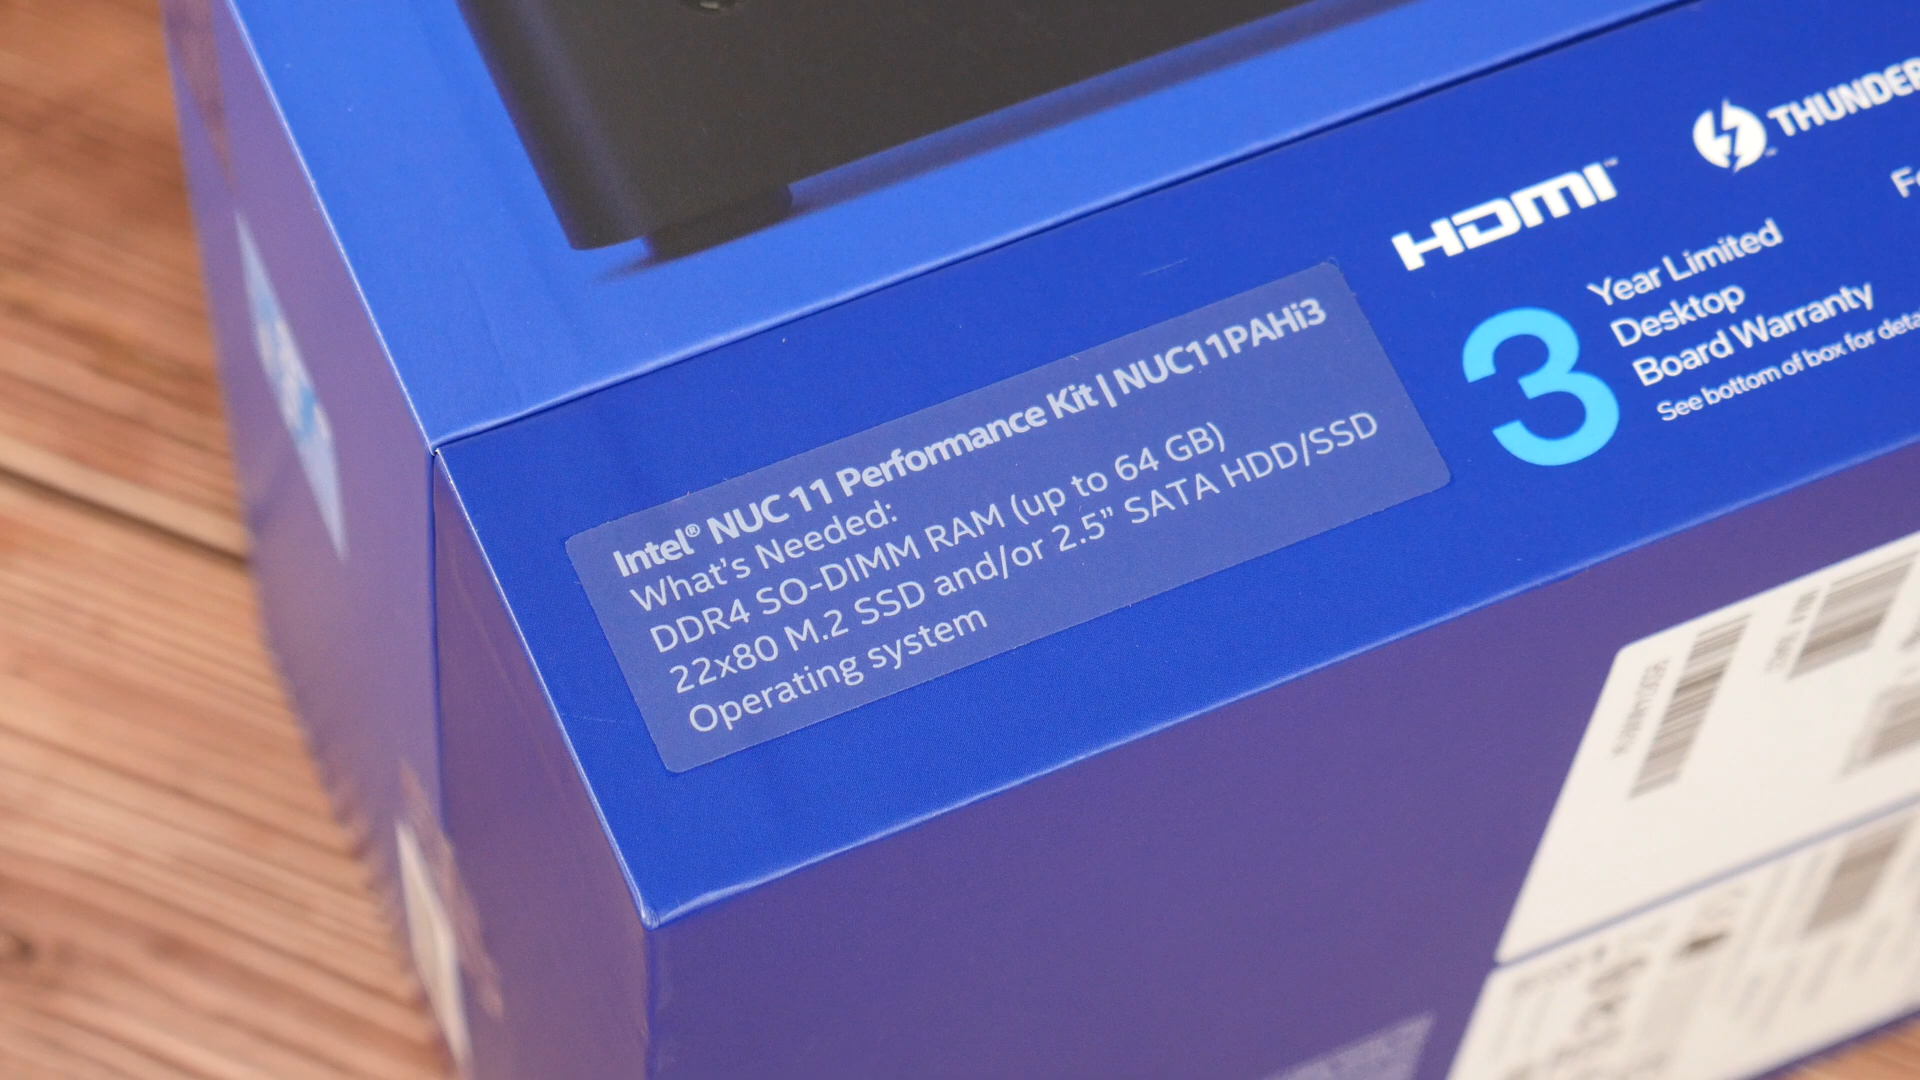 Intel® NUC 11 Performance Kit | NUC11PAHi3
What's Needed:
DDR4 SO-DIMM RAM (up to 64 GB)
22x80 M.2 SSD and/or 2.5” SATA HDD/SSD
Operating system
HDMI™
THUNDER
3
Year Limited
Desktop
Board Warranty
See bottom of box for